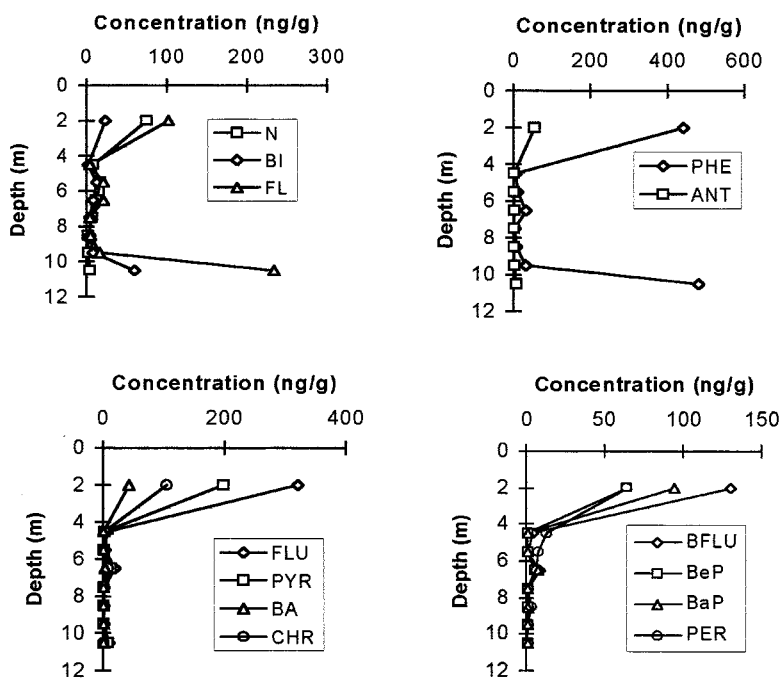 Concentration (ng/g)
0 100 200 300
0
2
4
6
8
10
12
Depth (m)
N
BI
FL
Concentration (ng/g)
0 200 400 600
0
2
4
6
8
10
12
Depth (m)
PHE
ANT
Concentration (ng/g)
0 200 400
0
2
4
6
8
10
12
Depth (m)
FLU
PYR
BA
CHR
Concentration (ng/g)
0 50 100 150
0
2
4
6
8
10
12
Depth (m)
BFLU
BeP
BaP
PER